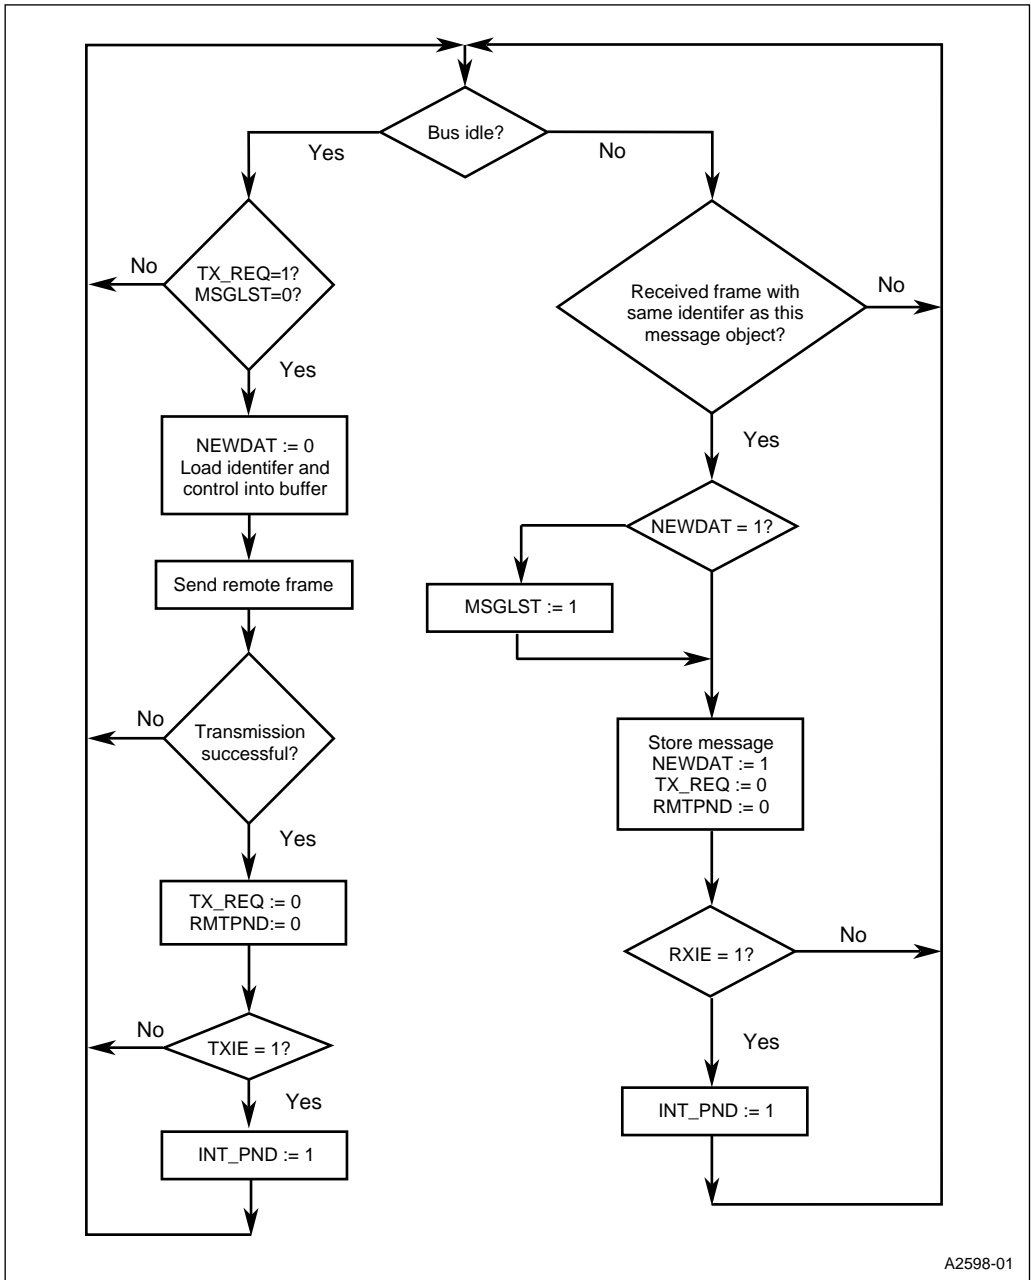 Bus idle?
Yes
No
TX_REQ=1?
MSGLST=0?
No
Yes
NEWDAT := 0
Load identifer and
control into buffer
Send remote frame
Transmission
successful?
No
Yes
TX_REQ := 0
RMTPND:= 0
TXIE = 1?
No
Yes
INT_PND := 1
Received frame with
same identifer as this
message object?
No
Yes
NEWDAT = 1?
MSGLST := 1
Store message
NEWDAT := 1
TX_REQ := 0
RMTPND := 0
RXIE = 1?
No
Yes
INT_PND := 1
A2598-01